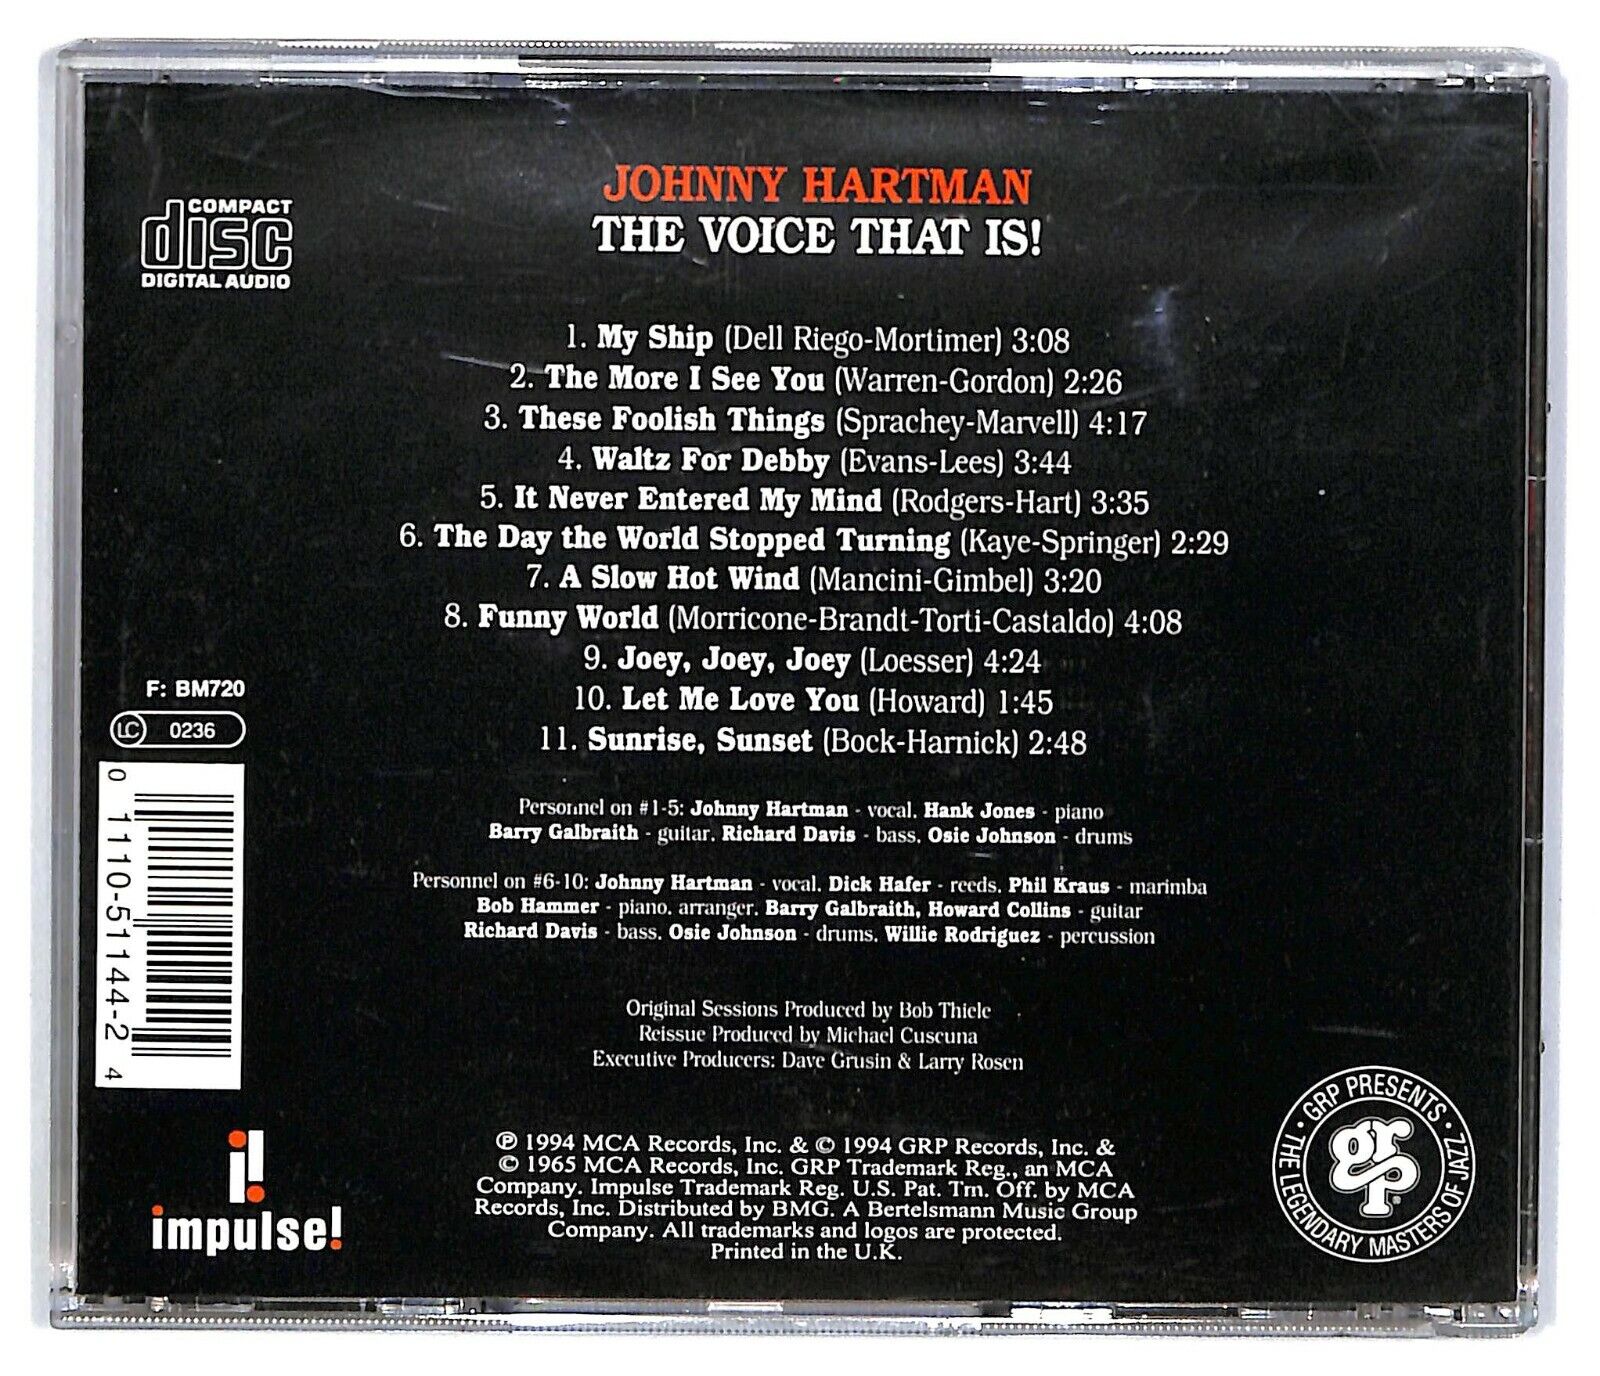 JOHNNY HARTMAN
THE VOICE THAT IS!
COMPACT
disc
DIGITAL AUDIO
1. My Ship (Dell Riego-Mortimer) 3:08
2. The More I See You (Warren-Gordon) 2:26
3. These Foolish Things (Sprachey-Marvell) 4:17
4. Waltz For Debby (Evans-Lees) 3:44
5. It Never Entered My Mind (Rodgers-Hart) 3:35
6. The Day the World Stopped Turning (Kaye-Springer) 2:29
7. A Slow Hot Wind (Mancini-Gimbel) 3:20
8. Funny World (Morricone-Brandt-Torti-Castaldo) 4:08
9. Joey, Joey, Joey (Loesser) 4:24
10. Let Me Love You (Howard) 1:45
11. Sunrise, Sunset (Bock-Harnick) 2:48
F: BM720
LC 0236
0 1110-51144-2 4
Personnel on #1-5: Johnny Hartman - vocal, Hank Jones - piano
Barry Galbraith - guitar, Richard Davis - bass, Osie Johnson - drums
Personnel on #6-10: Johnny Hartman - vocal, Dick Hafer - reeds, Phil Kraus - marimba
Bob Hammer - piano, arranger, Barry Galbraith, Howard Collins - guitar
Richard Davis - bass, Osie Johnson - drums, Willie Rodriguez - percussion
Original Sessions Produced by Bob Thiele
Reissue Produced by Michael Cuscuna
Executive Producers: Dave Grusin & Larry Rosen
℗ 1994 MCA Records, Inc. & © 1994 GRP Records, Inc. &
© 1965 MCA Records, Inc. GRP Trademark Reg., an MCA
Company. Impulse Trademark Reg. U.S. Pat. Tm. Off. by MCA
Records, Inc. Distributed by BMG. A Bertelsmann Music Group
Company. All trademarks and logos are protected.
Printed in the U.K.
impulse!
· GRP PRESENTS ·
THE LEGENDARY MASTERS OF JAZZ
grp®